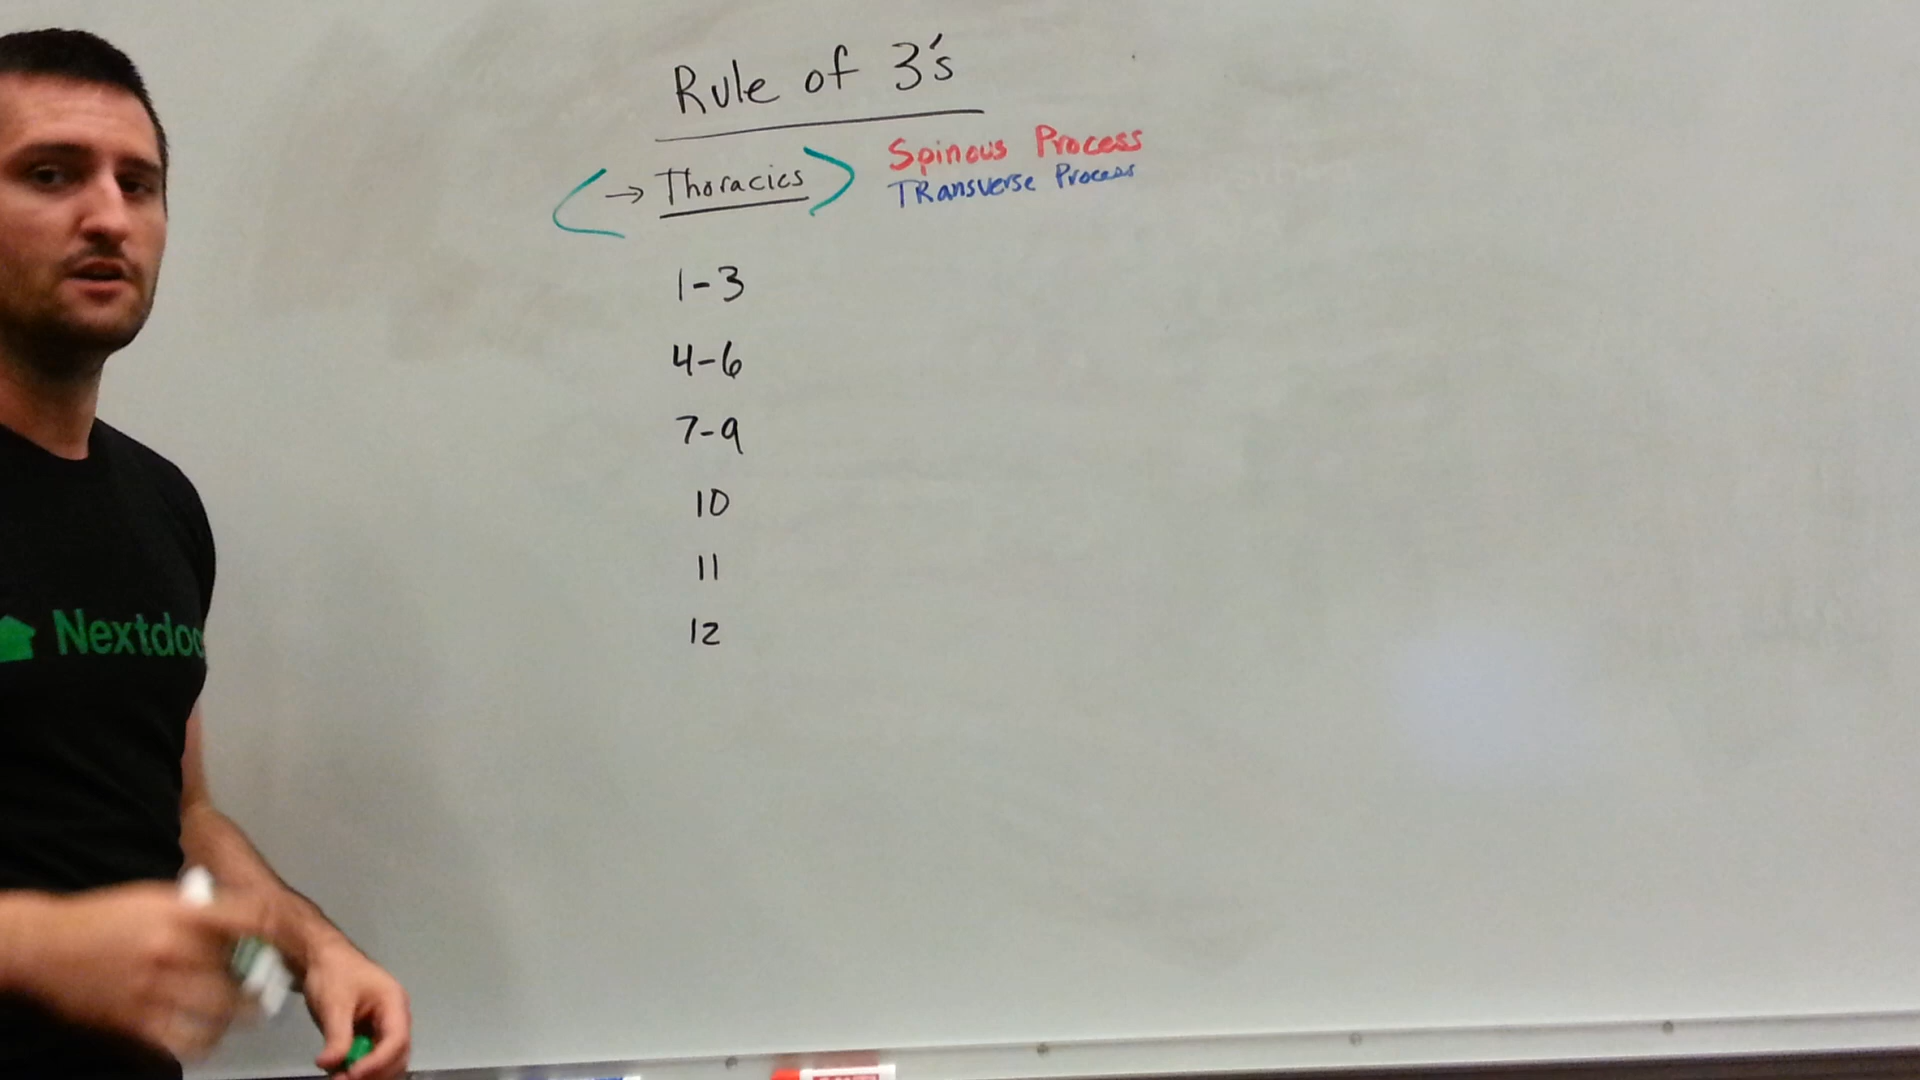 Rule of 3's
→ Thoracics
Spinous Process
TRansverse Process
1-3
4-6
7-9
10
11
12
Nextdoo